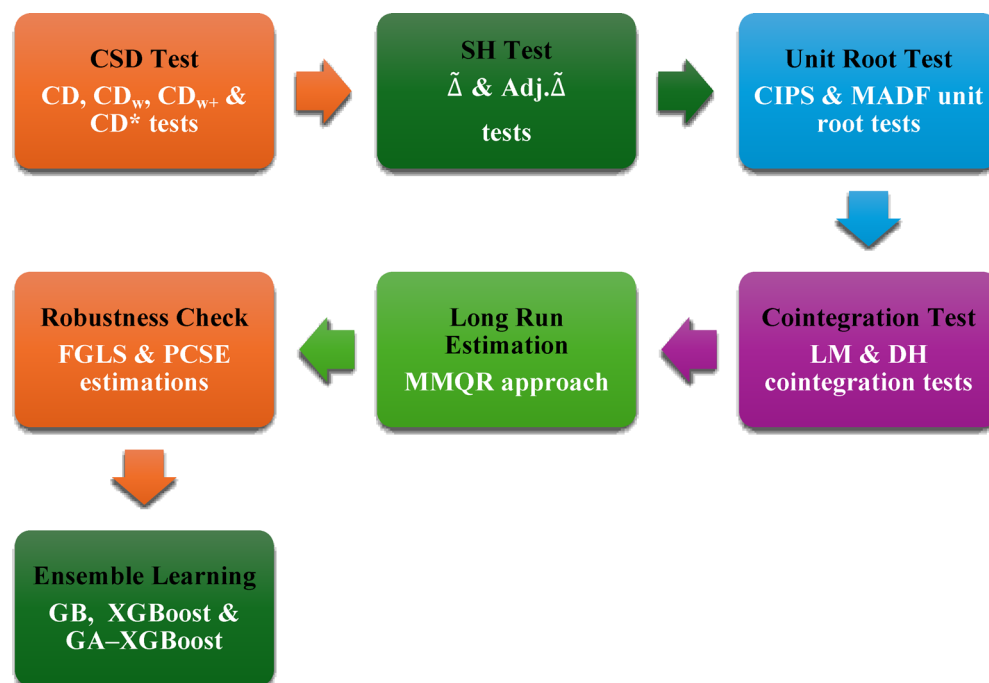 CSD Test
CD, CDw, CDw+ &
CD* tests
SH Test
Δ̃ & Adj.Δ̃
tests
Unit Root Test
CIPS & MADF unit
root tests
Cointegration Test
LM & DH
cointegration tests
Long Run
Estimation
MMQR approach
Robustness Check
FGLS & PCSE
estimations
Ensemble Learning
GB, XGBoost &
GA–XGBoost